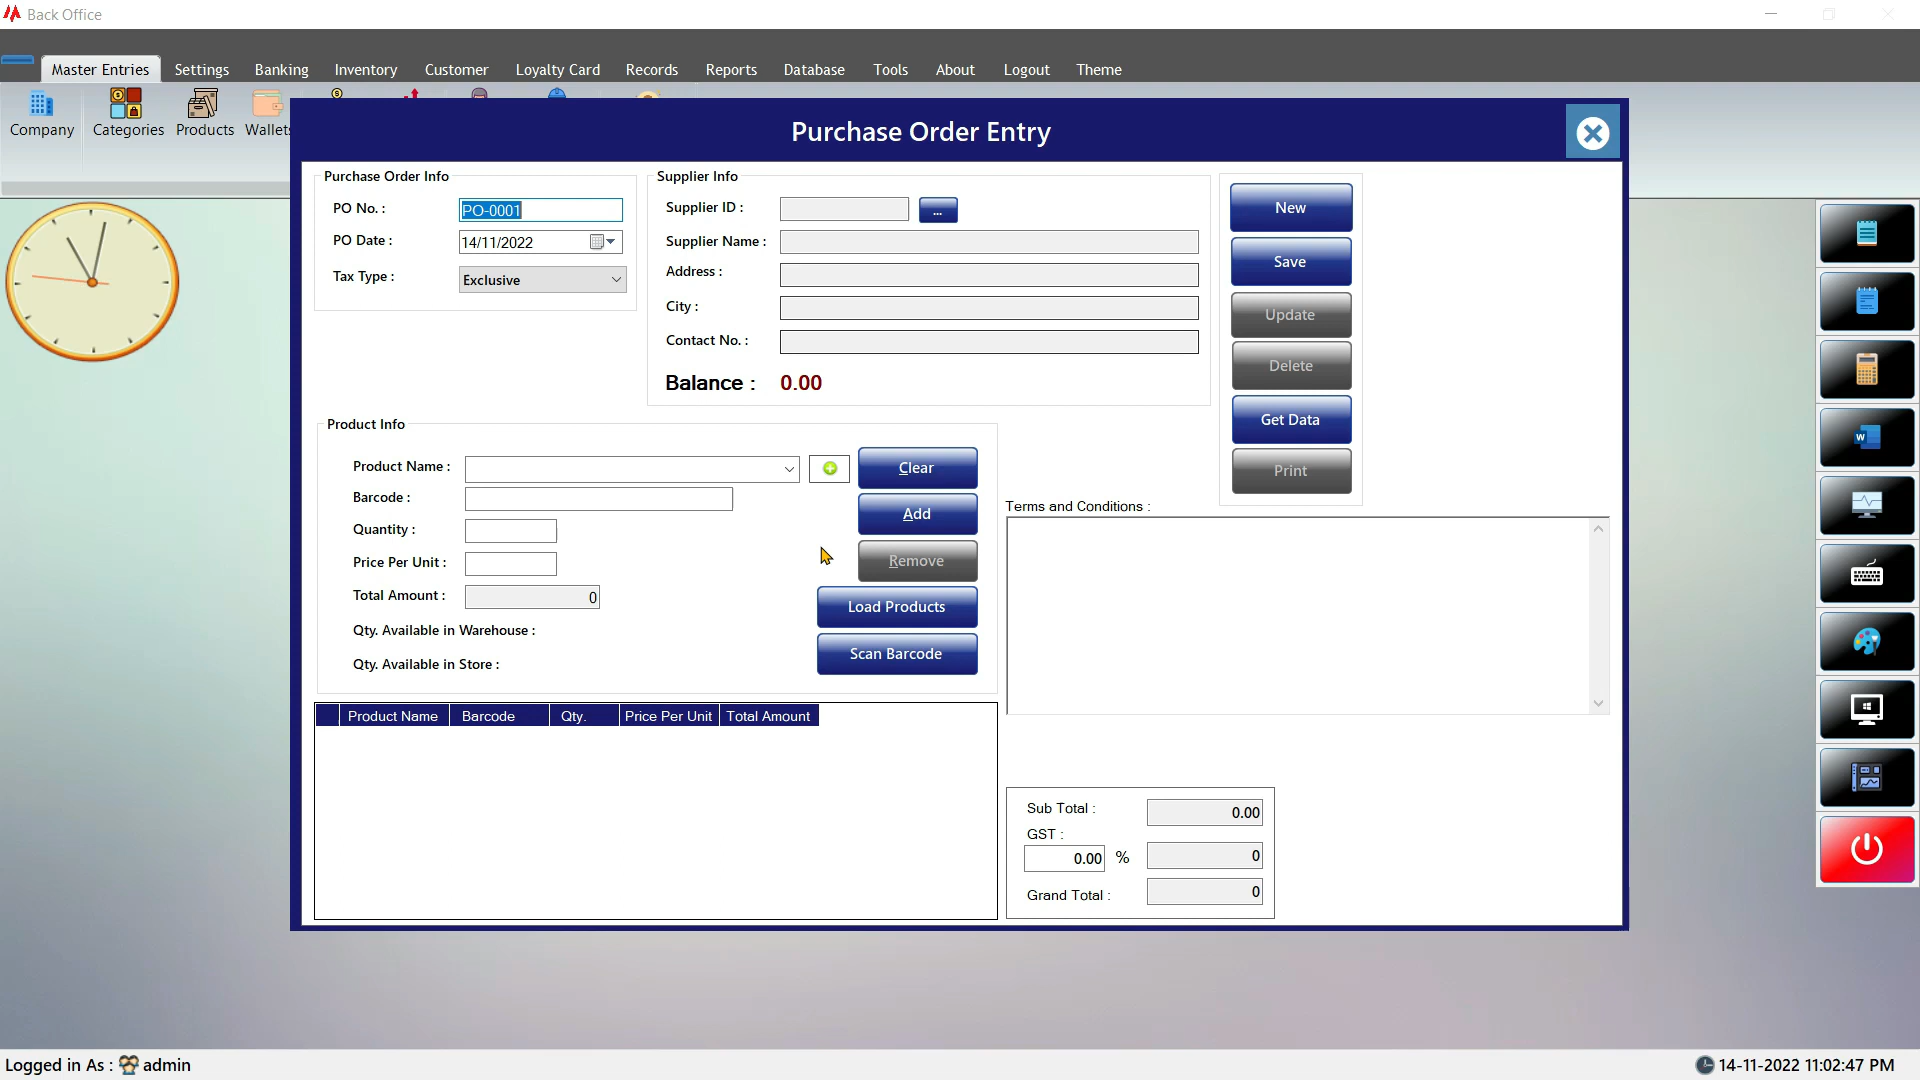 Back Office
Master Entries Settings Banking Inventory Customer Loyalty Card Records Reports Database Tools About Logout Theme
Company Categories Products Wallets
Purchase Order Entry
Purchase Order Info
PO No. : PO-0001
PO Date : 14/11/2022
Tax Type : Exclusive
Supplier Info
Supplier ID : ...
Supplier Name :
Address :
City :
Contact No. :
Balance : 0.00
New
Save
Update
Delete
Get Data
Print
Product Info
Product Name :
Barcode :
Quantity :
Price Per Unit :
Total Amount : 0
Qty. Available in Warehouse :
Qty. Available in Store :
Clear
Add
Remove
Load Products
Scan Barcode
Terms and Conditions :
Product Name Barcode Qty. Price Per Unit Total Amount
Sub Total : 0.00
GST :
0.00 % 0
Grand Total : 0
Logged in As : admin
14-11-2022 11:02:47 PM